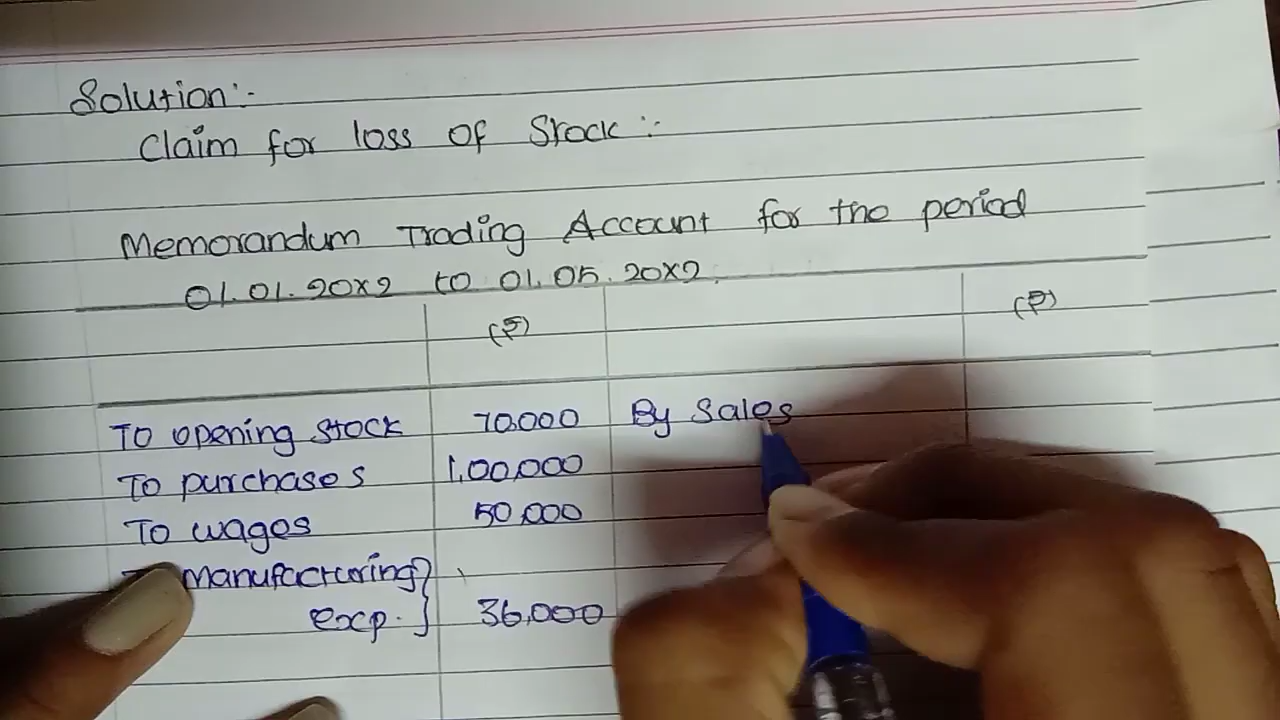 Solution:-
Claim for loss of Stock :-
Memorandum Trading Account for the period
01.01.20X2 to 01.05.20X2.
(₹) (₹)
To opening stock 70,000 By Sales
To purchases 1,00,000
To wages 50,000
manufacturing }
exp. } 36,000